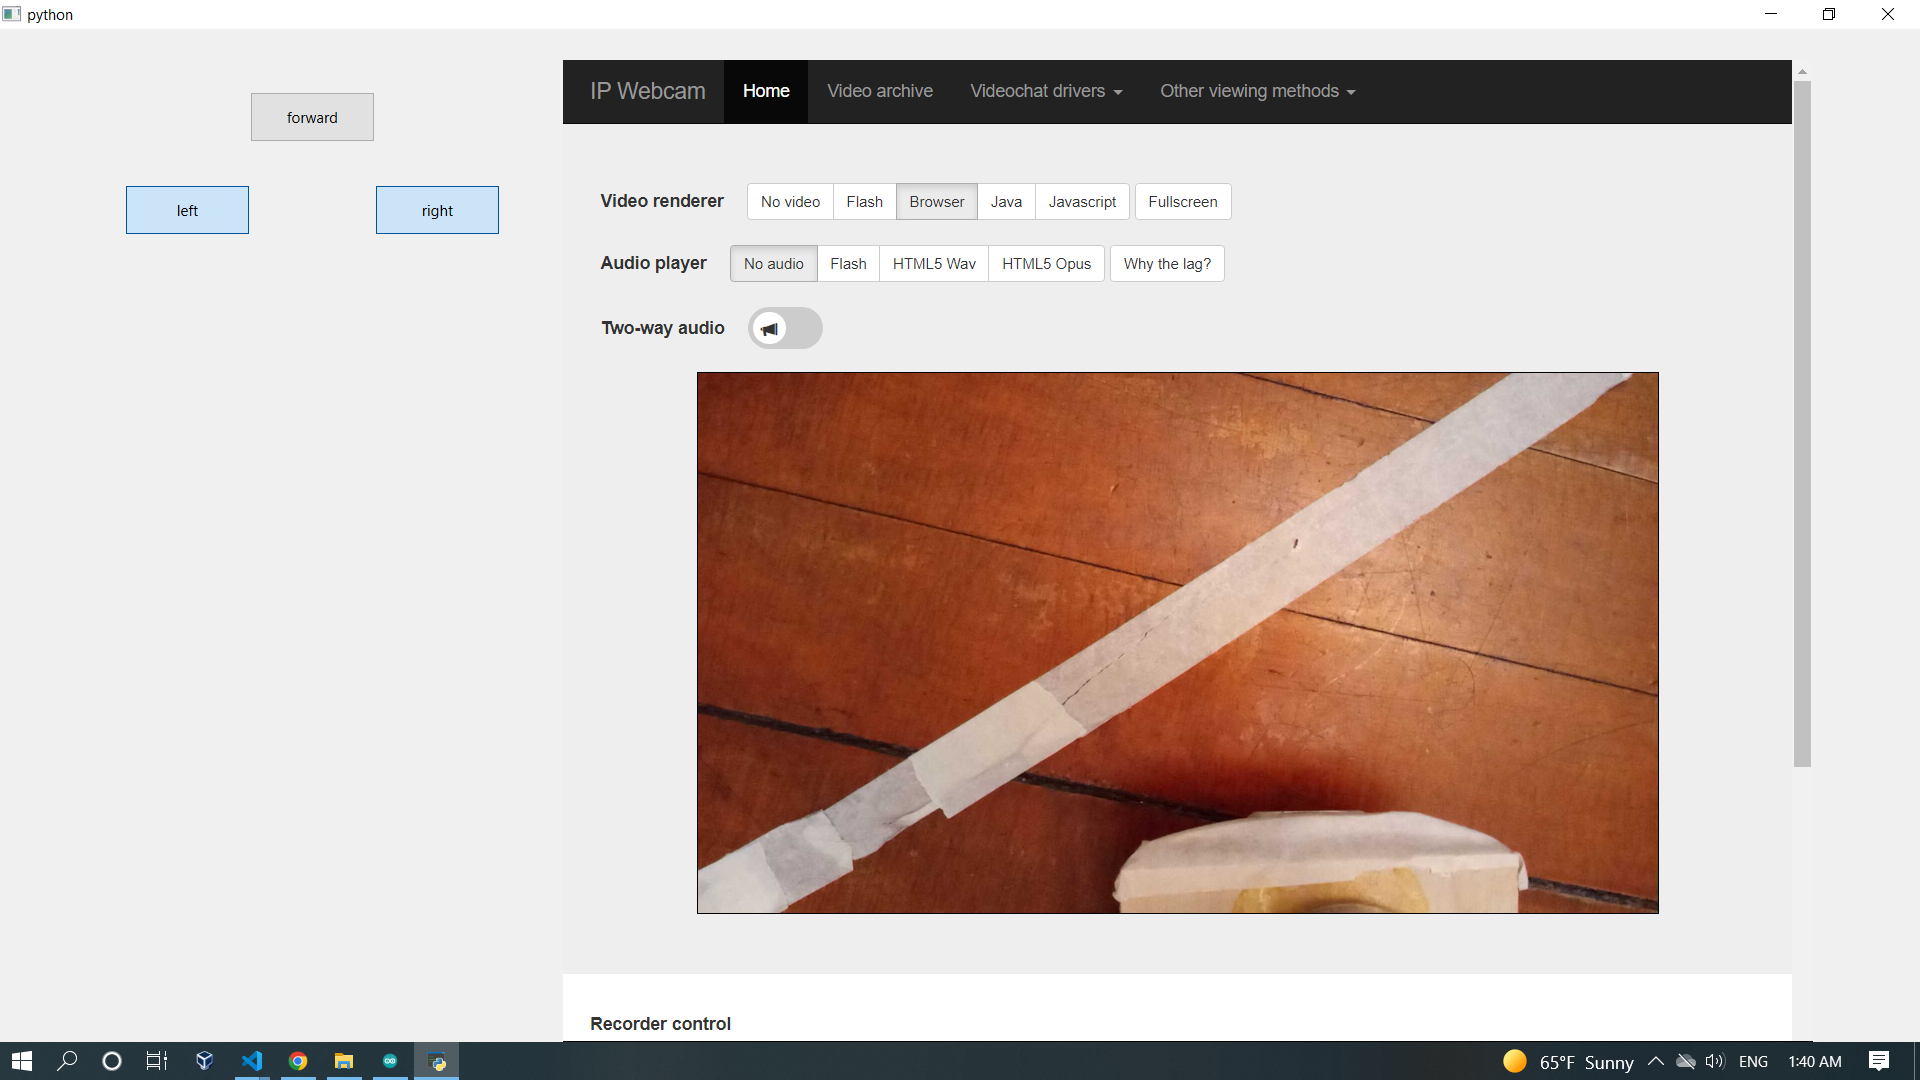 python
forward
left
right
IP Webcam Home Video archive Videochat drivers Other viewing methods
Video renderer No video Flash Browser Java Javascript Fullscreen
Audio player No audio Flash HTML5 Wav HTML5 Opus Why the lag?
Two-way audio
Recorder control
65°F Sunny ENG 1:40 AM